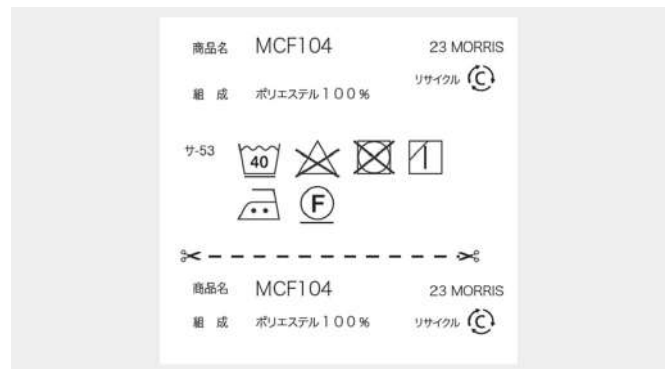 商品名 MCF104 23 MORRIS
組成 ポリエステル100% リサイクル C
サ-53 40
F
商品名 MCF104 23 MORRIS
組成 ポリエステル100% リサイクル C